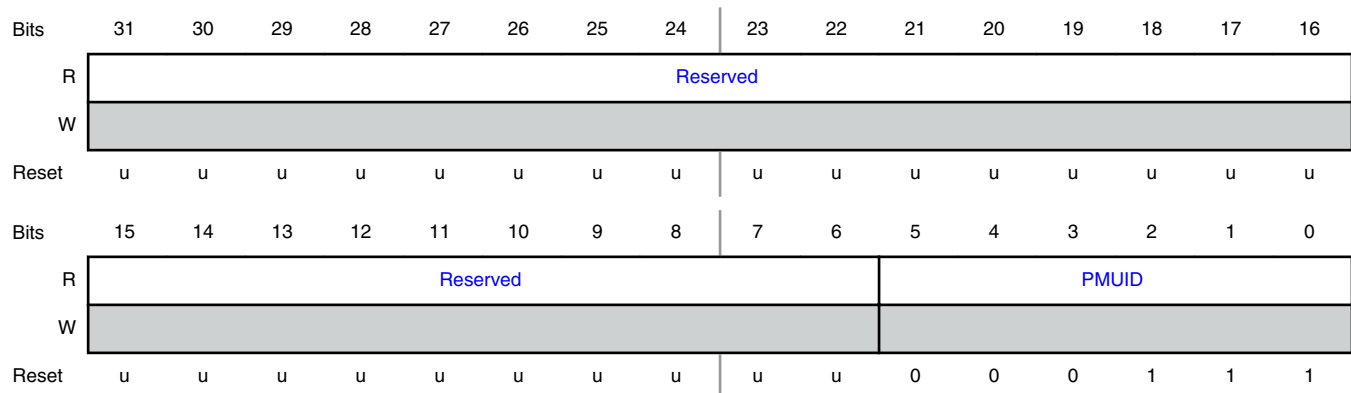 Bits 31 30 29 28 27 26 25 24 23 22 21 20 19 18 17 16
R Reserved
W
Reset u u u u u u u u u u u u u u u u
Bits 15 14 13 12 11 10 9 8 7 6 5 4 3 2 1 0
R Reserved PMUID
W
Reset u u u u u u u u u u 0 0 0 1 1 1